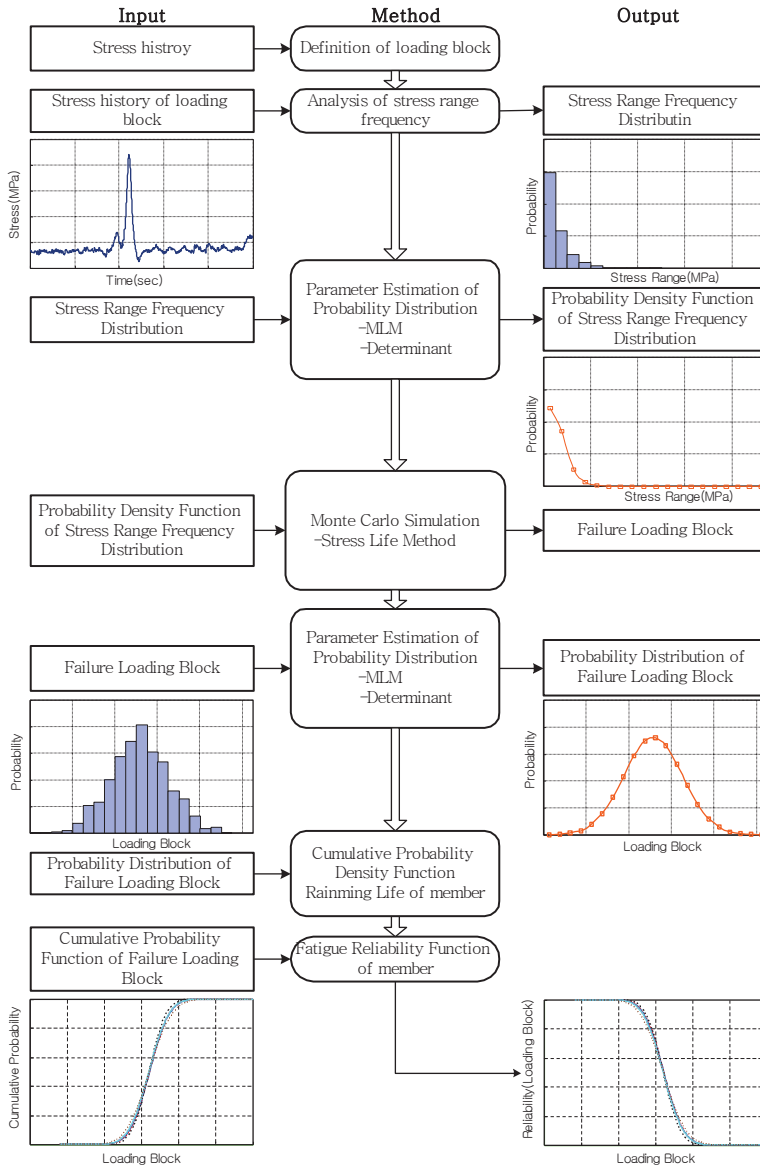 Input
Method
Output
Stress histroy
Definition of loading block
Stress history of loading
block
Analysis of stress range
frequency
Stress Range Frequency
Distributin
Stress(MPa)
Time(sec)
Probability
Stress Range(MPa)
Stress Range Frequency
Distribution
Parameter Estimation of
Probability Distribution
-MLM
-Determinant
Probability Density Function
of Stress Range Frequency
Distribution
Probability
Stress Range(MPa)
Probability Density Function
of Stress Range Frequency
Distribution
Monte Carlo Simulation
-Stress Life Method
Failure Loading Block
Failure Loading Block
Parameter Estimation of
Probability Distribution
-MLM
-Determinant
Probability Distribution of
Failure Loading Block
Probability
Loading Block
Probability
Loading Block
Probability Distribution of
Failure Loading Block
Cumulative Probability
Density Function
Rainming Life of member
Cumulative Probability
Function of Failure Loading
Block
Fatigue Reliability Function
of member
Cumulative Probability
Loading Block
Reliability(Loading Block)
Loading Block